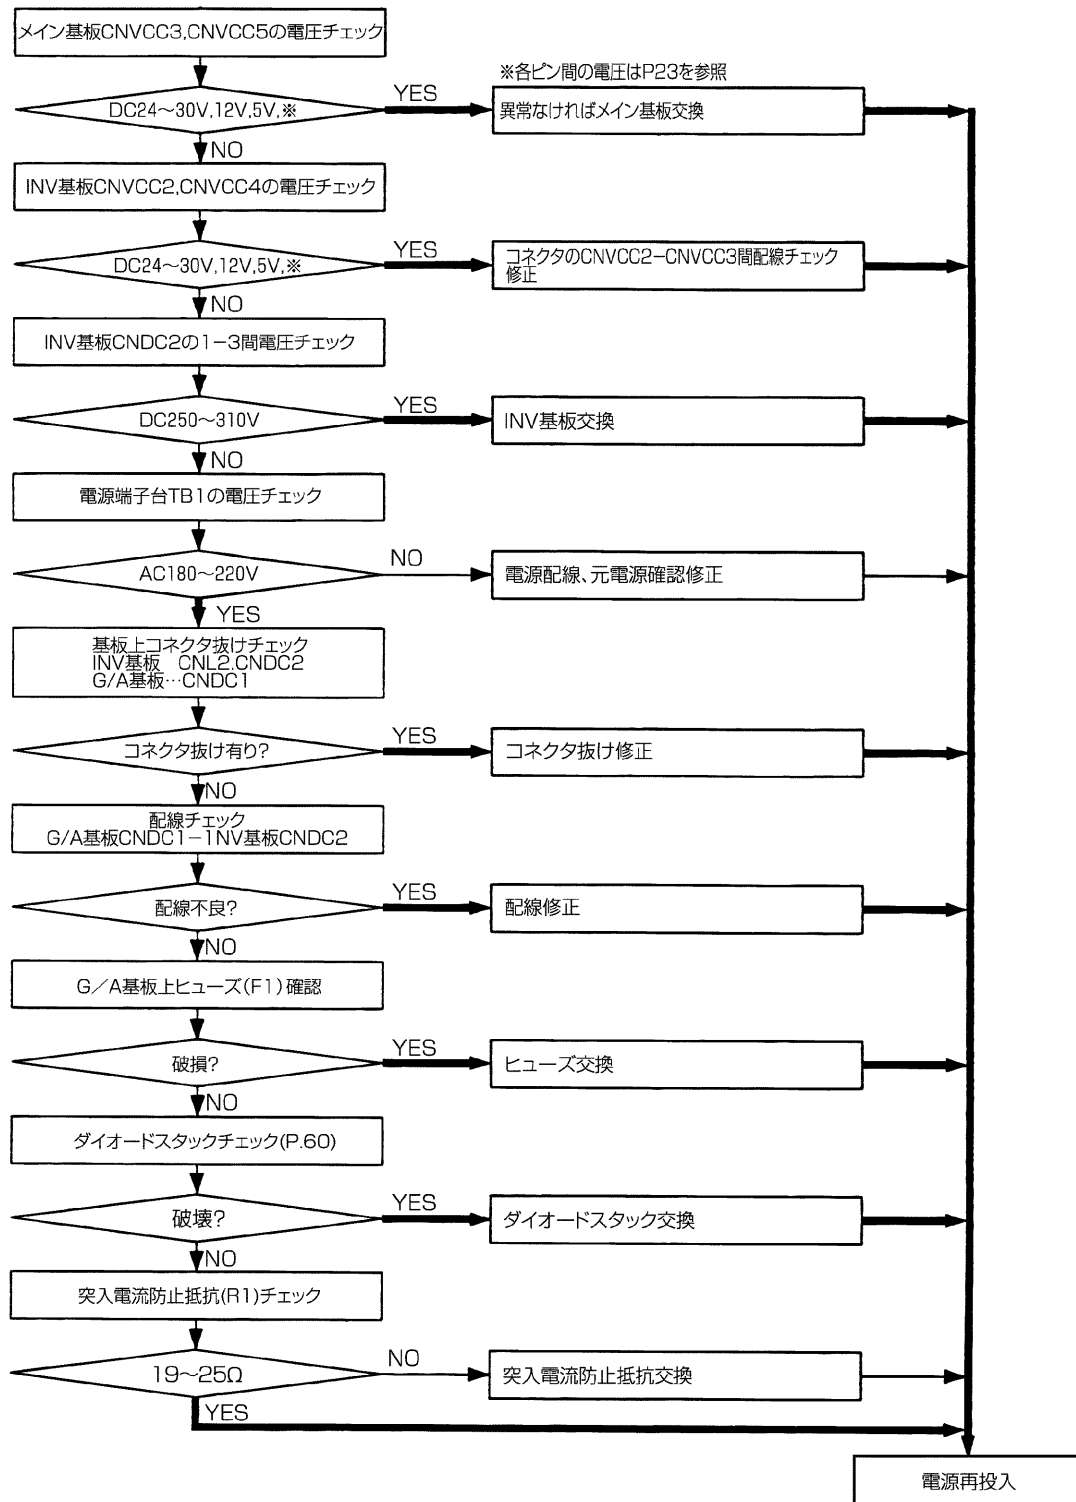 メイン基板CNVCC3,CNVCC5の電圧チェック
※各ピン間の電圧はP23を参照
DC24～30V,12V,5V,※
YES
異常なければメイン基板交換
NO
INV基板CNVCC2,CNVCC4の電圧チェック
DC24～30V,12V,5V,※
YES
コネクタのCNVCC2－CNVCC3間配線チェック
修正
NO
INV基板CNDC2の1－3間電圧チェック
DC250～310V
YES
INV基板交換
NO
電源端子台TB1の電圧チェック
AC180～220V
NO
電源配線、元電源確認修正
YES
基板上コネクタ抜けチェック
INV基板　CNL2.CNDC2
G/A基板…CNDC1
コネクタ抜け有り?
YES
コネクタ抜け修正
NO
配線チェック
G/A基板CNDC1－1NV基板CNDC2
配線不良?
YES
配線修正
NO
G／A基板上ヒューズ(F1)確認
破損?
YES
ヒューズ交換
NO
ダイオードスタックチェック(P.60)
破壊?
YES
ダイオードスタック交換
NO
突入電流防止抵抗(R1)チェック
19～25Ω
NO
突入電流防止抵抗交換
YES
電源再投入